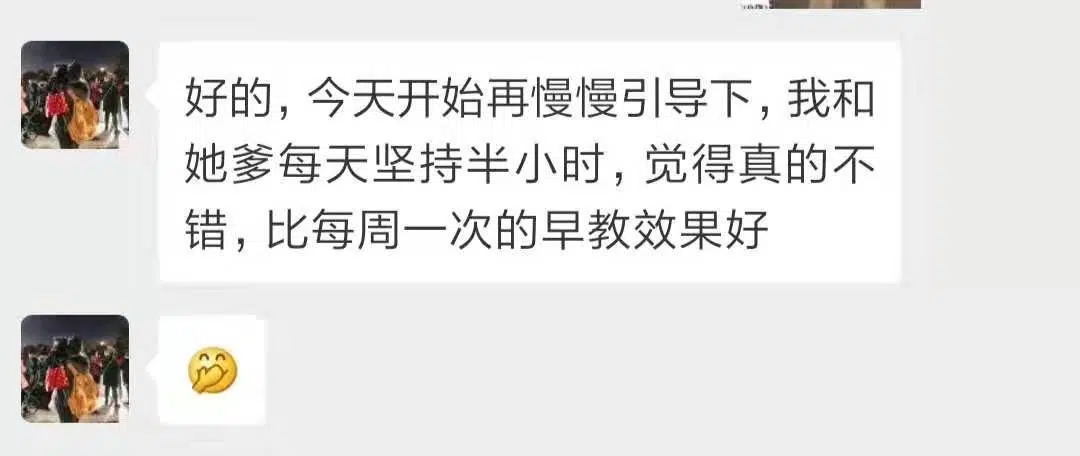 好的，今天开始再慢慢引导下，我和
她爹每天坚持半小时，觉得真的不
错，比每周一次的早教效果好